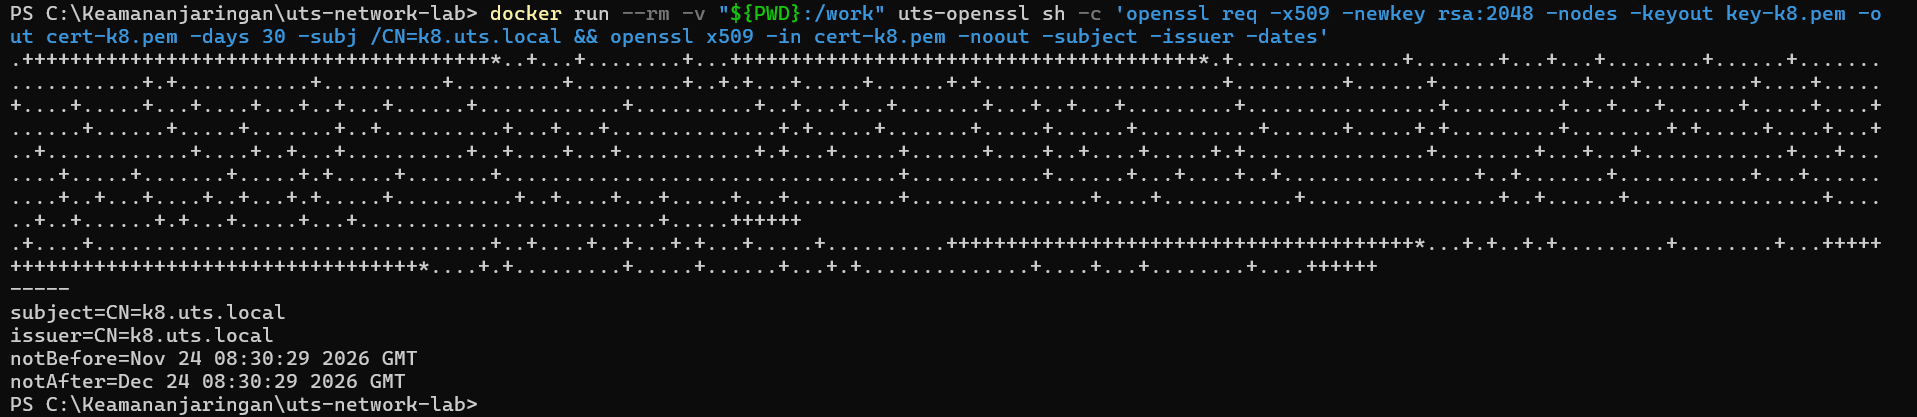 PS C:\Keamananjaringan\uts-network-lab> docker run --rm -v "${PWD}:/work" uts-openssl sh -c 'openssl req -x509 -newkey rsa:2048 -nodes -keyout key-k8.pem -o
ut cert-k8.pem -days 30 -subj /CN=k8.uts.local && openssl x509 -in cert-k8.pem -noout -subject -issuer -dates'
-----
subject=CN=k8.uts.local
issuer=CN=k8.uts.local
notBefore=Nov 24 08:30:29 2026 GMT
notAfter=Dec 24 08:30:29 2026 GMT
PS C:\Keamananjaringan\uts-network-lab>